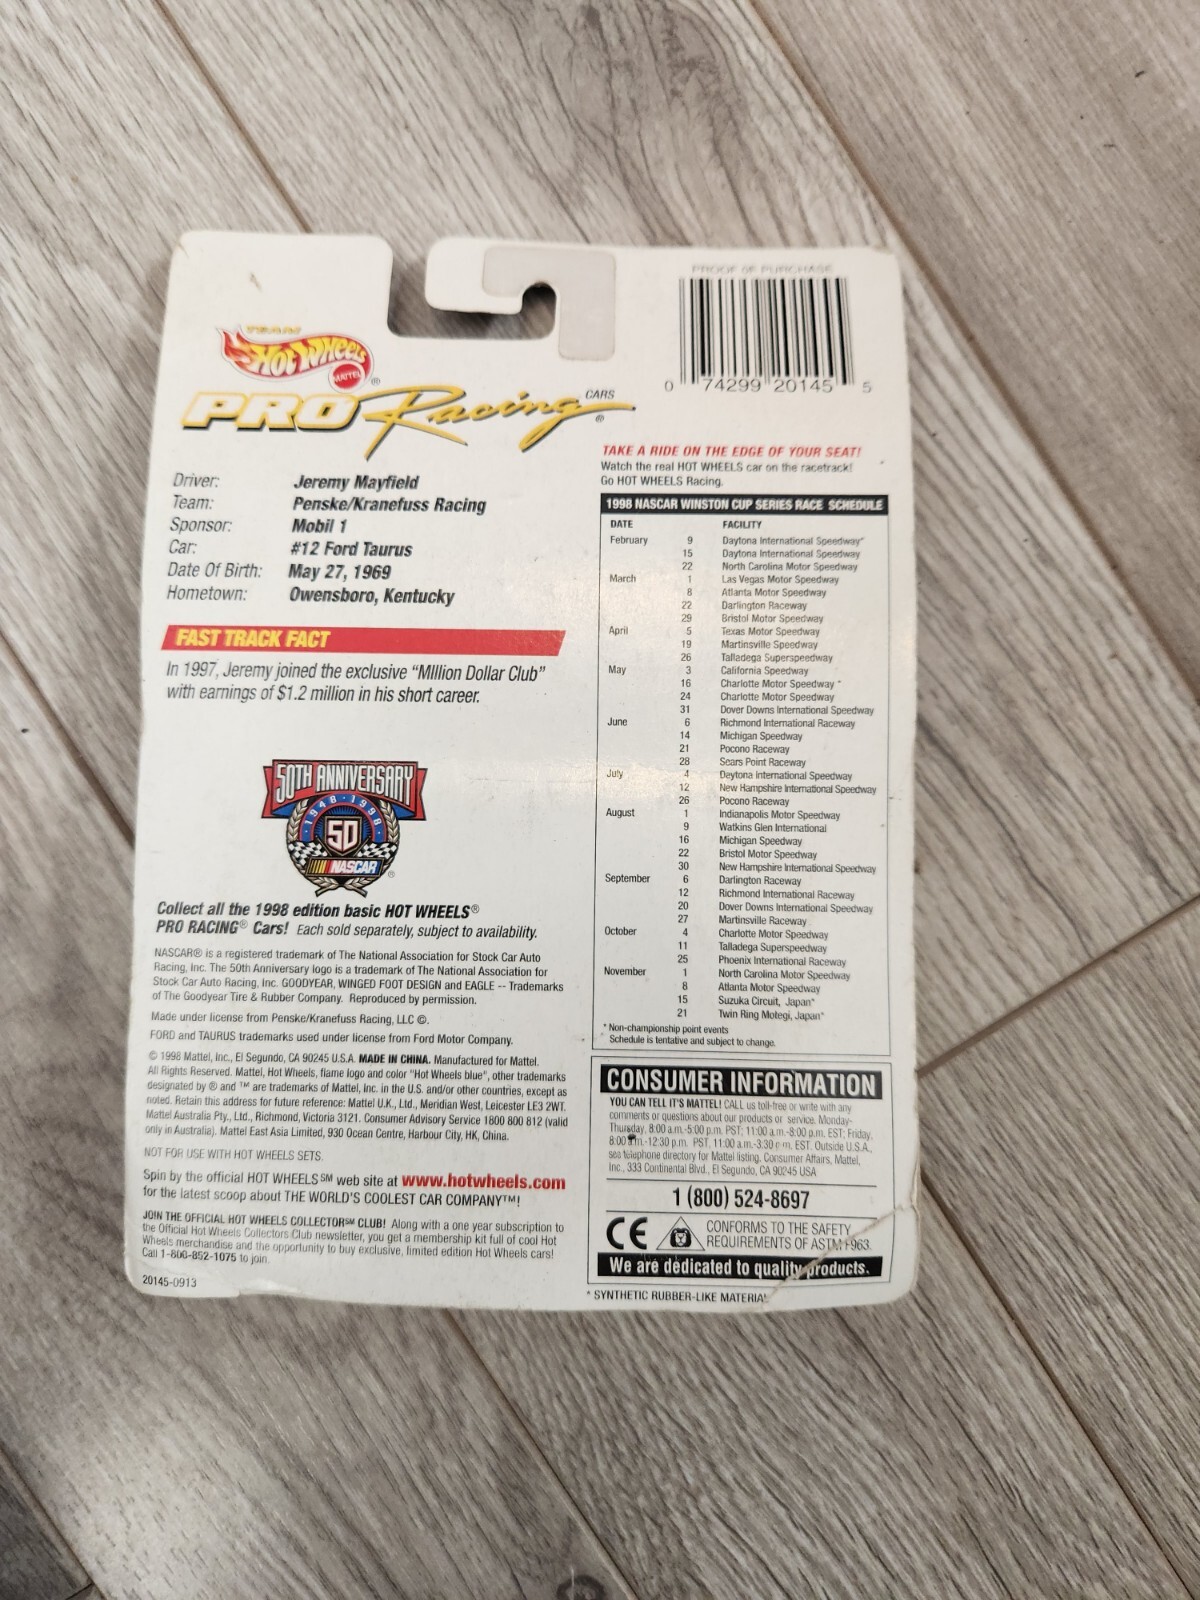 PROOF OF PURCHASE
0 74299 20145 5
TEAM
HOT WHEELS
MATTEL ®
PRO Racing CARS ®
Driver: Jeremy Mayfield
Team: Penske/Kranefuss Racing
Sponsor: Mobil 1
Car: #12 Ford Taurus
Date Of Birth: May 27, 1969
Hometown: Owensboro, Kentucky
FAST TRACK FACT
In 1997, Jeremy joined the exclusive “MIllion Dollar Club”
with earnings of $1.2 million in his short career.
50TH ANNIVERSARY
1948 · 1998
50
NASCAR ®
Collect all the 1998 edition basic HOT WHEELS®
PRO RACING® Cars! Each sold separately, subject to availability.
NASCAR® is a registered trademark of The National Association for Stock Car Auto
Racing, Inc. The 50th Anniversary logo is a trademark of The National Association for
Stock Car Auto Racing, Inc. GOODYEAR, WINGED FOOT DESIGN and EAGLE -- Trademarks
of The Goodyear Tire & Rubber Company. Reproduced by permission.
Made under license from Penske/Kranefuss Racing, LLC ©.
FORD and TAURUS trademarks used under license from Ford Motor Company.
© 1998 Mattel, Inc., El Segundo, CA 90245 U.S.A. MADE IN CHINA. Manufactured for Mattel.
All Rights Reserved. Mattel, Hot Wheels, flame logo and color "Hot Wheels blue", other trademarks
designated by ® and ™ are trademarks of Mattel, Inc. in the U.S. and/or other countries, except as
noted. Retain this address for future reference: Mattel U.K., Ltd., Meridian West, Leicester LE3 2WT.
Mattel Australia Pty., Ltd., Richmond, Victoria 3121. Consumer Advisory Service 1800 800 812 (valid
only in Australia). Mattel East Asia Limited, 930 Ocean Centre, Harbour City, HK, China.
NOT FOR USE WITH HOT WHEELS SETS.
Spin by the official HOT WHEELS℠ web site at www.hotwheels.com
for the latest scoop about THE WORLD'S COOLEST CAR COMPANY™!
JOIN THE OFFICIAL HOT WHEELS COLLECTOR℠ CLUB! Along with a one year subscription to
the Official Hot Wheels Collectors Club newsletter, you get a membership kit full of cool Hot
Wheels merchandise and the opportunity to buy exclusive, limited edition Hot Wheels cars!
Call 1-800-852-1075 to join.
20145-0913
TAKE A RIDE ON THE EDGE OF YOUR SEAT!
Watch the real HOT WHEELS car on the racetrack!
Go HOT WHEELS Racing.
1998 NASCAR WINSTON CUP SERIES RACE SCHEDULE
DATE FACILITY
February 9 Daytona International Speedway*
15 Daytona International Speedway
22 North Carolina Motor Speedway
March 1 Las Vegas Motor Speedway
8 Atlanta Motor Speedway
22 Darlington Raceway
29 Bristol Motor Speedway
April 5 Texas Motor Speedway
19 Martinsville Speedway
26 Talladega Superspeedway
May 3 California Speedway
16 Charlotte Motor Speedway *
24 Charlotte Motor Speedway
31 Dover Downs International Speedway
June 6 Richmond International Raceway
14 Michigan Speedway
21 Pocono Raceway
28 Sears Point Raceway
July 4 Daytona International Speedway
12 New Hampshire International Speedway
26 Pocono Raceway
August 1 Indianapolis Motor Speedway
9 Watkins Glen International
16 Michigan Speedway
22 Bristol Motor Speedway
30 New Hampshire International Speedway
September 6 Darlington Raceway
12 Richmond International Raceway
20 Dover Downs International Speedway
27 Martinsville Raceway
October 4 Charlotte Motor Speedway
11 Talladega Superspeedway
25 Phoenix International Raceway
November 1 North Carolina Motor Speedway
8 Atlanta Motor Speedway
15 Suzuka Circuit, Japan*
21 Twin Ring Motegi, Japan*
* Non-championship point events
Schedule is tentative and subject to change.
CONSUMER INFORMATION
YOU CAN TELL IT'S MATTEL! CALL us toll-free or write with any
comments or questions about our products or service. Monday-
Thursday, 8:00 a.m.-5:00 p.m. PST; 11:00 a.m.-8:00 p.m. EST; Friday,
8:00 -12:30 p.m. PST, 11:00 a.m.-3:30 p.m. EST. Outside U.S.A.,
see telephone directory for Mattel listing. Consumer Affairs, Mattel,
Inc., 333 Continental Blvd., El Segundo, CA 90245 USA
1 (800) 524-8697
CE CONFORMS TO THE SAFETY
REQUIREMENTS OF ASTM F963.
We are dedicated to quality products.
* SYNTHETIC RUBBER-LIKE MATERIAL